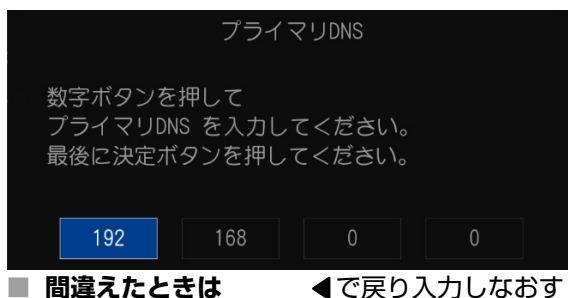 プライマリDNS
数字ボタンを押して
プライマリDNS を入力してください。
最後に決定ボタンを押してください。
192 168 0 0
■ 間違えたときは ◀で戻り入力しなおす